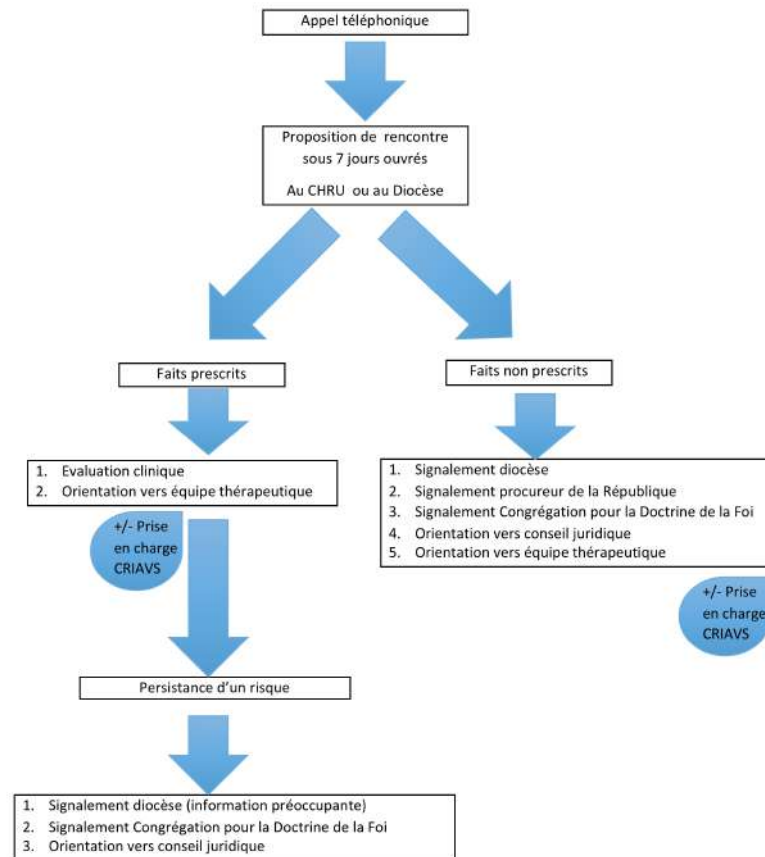 Appel téléphonique
Proposition de rencontre
sous 7 jours ouvrés
Au CHRU ou au Diocèse
Faits prescrits
Faits non prescrits
1. Evaluation clinique
2. Orientation vers équipe thérapeutique
1. Signalement diocèse
2. Signalement procureur de la République
3. Signalement Congrégation pour la Doctrine de la Foi
4. Orientation vers conseil juridique
5. Orientation vers équipe thérapeutique
+/- Prise
en charge
CRIAVS
+/- Prise
en charge
CRIAVS
Persistance d'un risque
1. Signalement diocèse (information préoccupante)
2. Signalement Congrégation pour la Doctrine de la Foi
3. Orientation vers conseil juridique